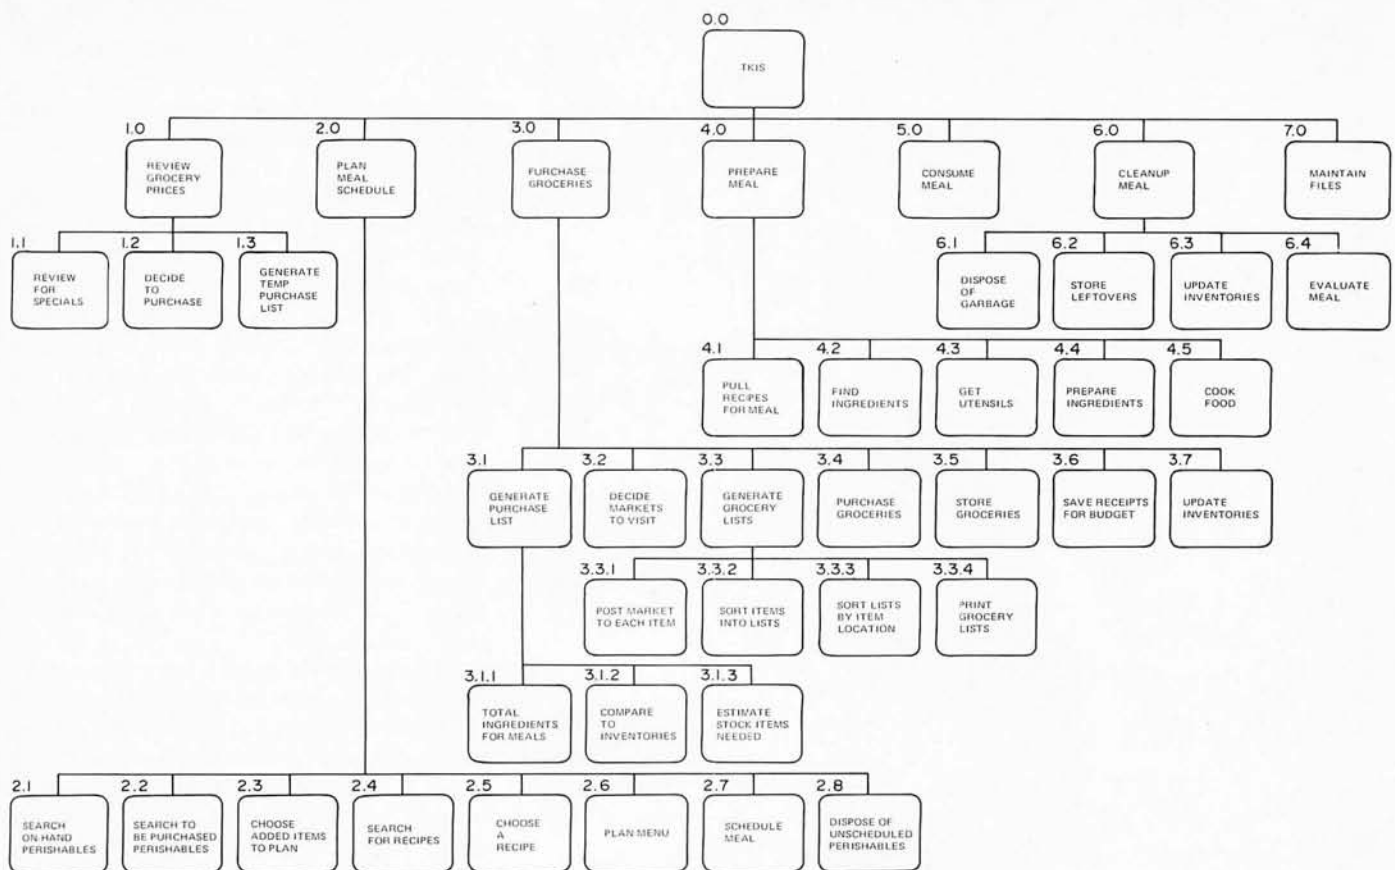 0.0
TKIS
1.0
REVIEW
GROCERY
PRICES
2.0
PLAN
MEAL
SCHEDULE
3.0
PURCHASE
GROCERIES
4.0
PREPARE
MEAL
5.0
CONSUME
MEAL
6.0
CLEANUP
MEAL
7.0
MAINTAIN
FILES
1.1
REVIEW
FOR
SPECIALS
1.2
DECIDE
TO
PURCHASE
1.3
GENERATE
TEMP
PURCHASE
LIST
6.1
DISPOSE
OF
GARBAGE
6.2
STORE
LEFTOVERS
6.3
UPDATE
INVENTORIES
6.4
EVALUATE
MEAL
4.1
PULL
RECIPES
FOR MEAL
4.2
FIND
INGREDIENTS
4.3
GET
UTENSILS
4.4
PREPARE
INGREDIENTS
4.5
COOK
FOOD
3.1
GENERATE
PURCHASE
LIST
3.2
DECIDE
MARKETS
TO VISIT
3.3
GENERATE
GROCERY
LISTS
3.4
PURCHASE
GROCERIES
3.5
STORE
GROCERIES
3.6
SAVE RECEIPTS
FOR BUDGET
3.7
UPDATE
INVENTORIES
3.3.1
POST MARKET
TO EACH ITEM
3.3.2
SORT ITEMS
INTO LISTS
3.3.3
SORT LISTS
BY ITEM
LOCATION
3.3.4
PRINT
GROCERY
LISTS
3.1.1
TOTAL
INGREDIENTS
FOR MEALS
3.1.2
COMPARE
TO
INVENTORIES
3.1.3
ESTIMATE
STOCK ITEMS
NEEDED
2.1
SEARCH
ON-HAND
PERISHABLES
2.2
SEARCH TO
BE PURCHASED
PERISHABLES
2.3
CHOOSE
ADDED ITEMS
TO PLAN
2.4
SEARCH
FOR RECIPES
2.5
CHOOSE
A
RECIPE
2.6
PLAN MENU
2.7
SCHEDULE
MEAL
2.8
DISPOSE OF
UNSCHEDULED
PERISHABLES